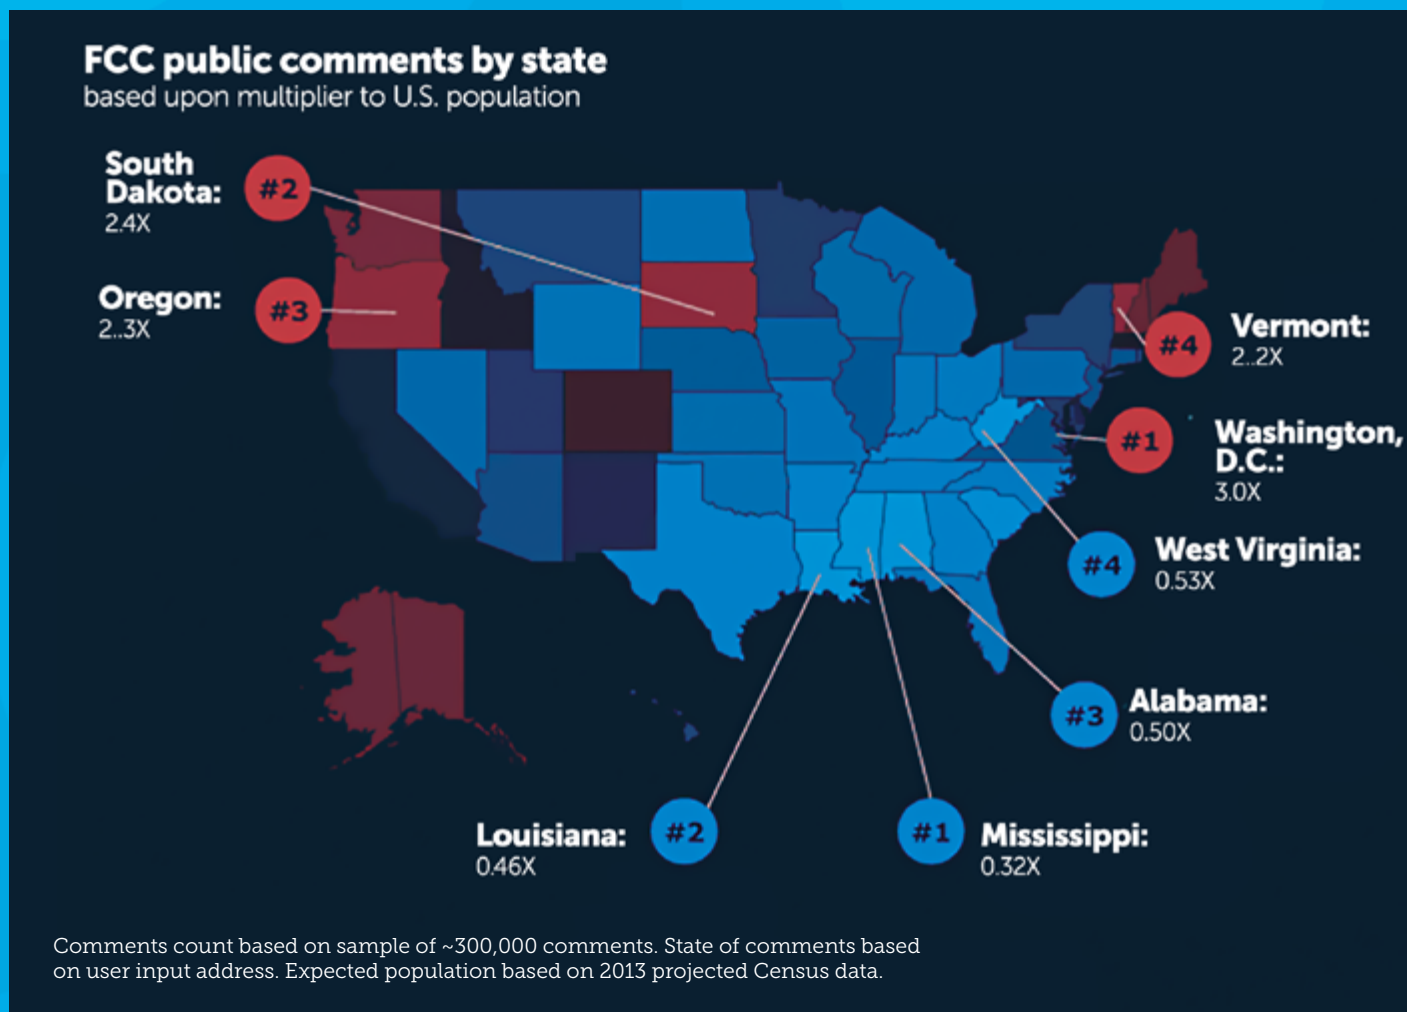 FCC public comments by state
based upon multiplier to U.S. population
South
Dakota:
2.4X
#2
Oregon:
2..3X
#3
#4
Vermont:
2..2X
#1
Washington,
D.C.:
3.0X
#4
West Virginia:
0.53X
#3
Alabama:
0.50X
Louisiana:
0.46X
#2
#1
Mississippi:
0.32X
Comments count based on sample of ~300,000 comments. State of comments based
on user input address. Expected population based on 2013 projected Census data.